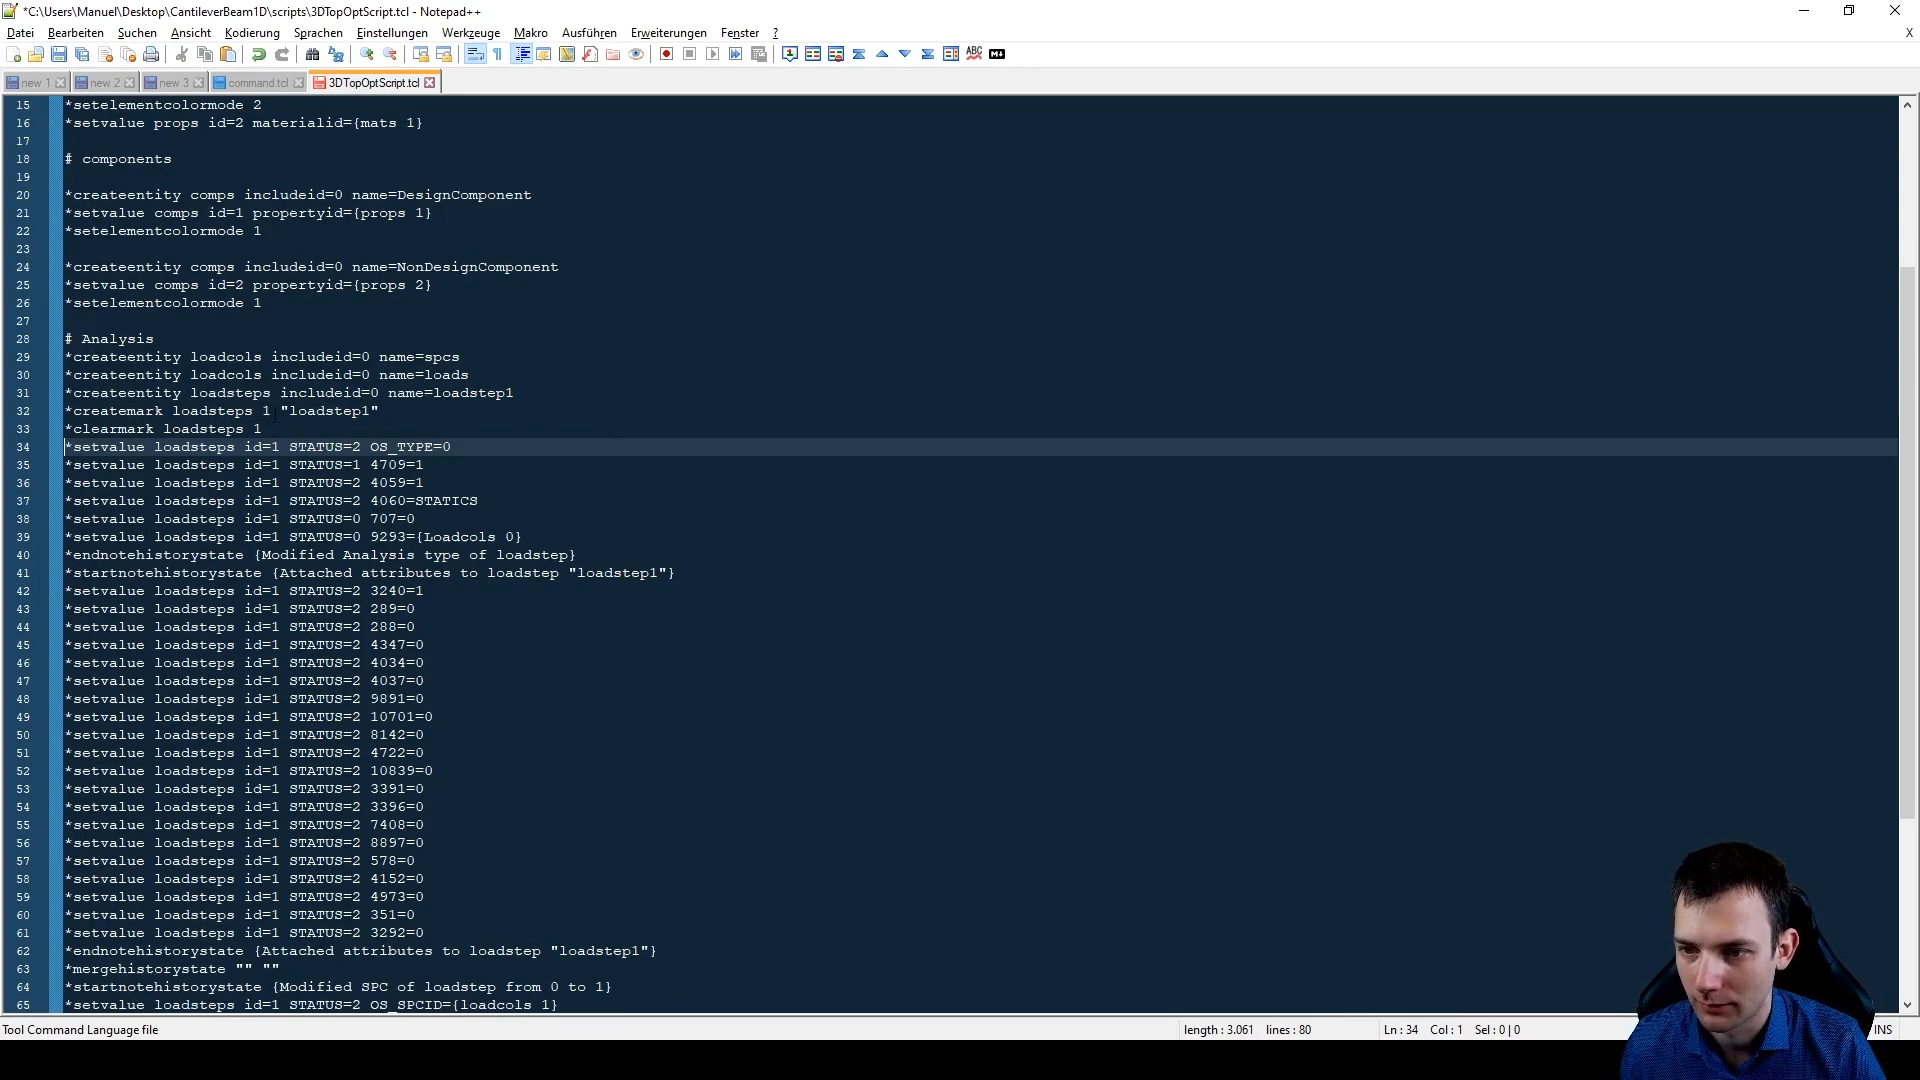 *C:\Users\Manuel\Desktop\CantileverBeam1D\scripts\3DTopOptScript.tcl - Notepad++
Datei Bearbeiten Suchen Ansicht Kodierung Sprachen Einstellungen Werkzeuge Makro Ausführen Erweiterungen Fenster ? X
new 1 new 2 new 3 command.tcl 3DTopOptScript.tcl
15 *setelementcolormode 2
16 *setvalue props id=2 materialid={mats 1}
17
18 # components
19
20 *createentity comps includeid=0 name=DesignComponent
21 *setvalue comps id=1 propertyid={props 1}
22 *setelementcolormode 1
23
24 *createentity comps includeid=0 name=NonDesignComponent
25 *setvalue comps id=2 propertyid={props 2}
26 *setelementcolormode 1
27
28 # Analysis
29 *createentity loadcols includeid=0 name=spcs
30 *createentity loadcols includeid=0 name=loads
31 *createentity loadsteps includeid=0 name=loadstep1
32 *createmark loadsteps 1 "loadstep1"
33 *clearmark loadsteps 1
34 *setvalue loadsteps id=1 STATUS=2 OS_TYPE=0
35 *setvalue loadsteps id=1 STATUS=1 4709=1
36 *setvalue loadsteps id=1 STATUS=2 4059=1
37 *setvalue loadsteps id=1 STATUS=2 4060=STATICS
38 *setvalue loadsteps id=1 STATUS=0 707=0
39 *setvalue loadsteps id=1 STATUS=0 9293={Loadcols 0}
40 *endnotehistorystate {Modified Analysis type of loadstep}
41 *startnotehistorystate {Attached attributes to loadstep "loadstep1"}
42 *setvalue loadsteps id=1 STATUS=2 3240=1
43 *setvalue loadsteps id=1 STATUS=2 289=0
44 *setvalue loadsteps id=1 STATUS=2 288=0
45 *setvalue loadsteps id=1 STATUS=2 4347=0
46 *setvalue loadsteps id=1 STATUS=2 4034=0
47 *setvalue loadsteps id=1 STATUS=2 4037=0
48 *setvalue loadsteps id=1 STATUS=2 9891=0
49 *setvalue loadsteps id=1 STATUS=2 10701=0
50 *setvalue loadsteps id=1 STATUS=2 8142=0
51 *setvalue loadsteps id=1 STATUS=2 4722=0
52 *setvalue loadsteps id=1 STATUS=2 10839=0
53 *setvalue loadsteps id=1 STATUS=2 3391=0
54 *setvalue loadsteps id=1 STATUS=2 3396=0
55 *setvalue loadsteps id=1 STATUS=2 7408=0
56 *setvalue loadsteps id=1 STATUS=2 8897=0
57 *setvalue loadsteps id=1 STATUS=2 578=0
58 *setvalue loadsteps id=1 STATUS=2 4152=0
59 *setvalue loadsteps id=1 STATUS=2 4973=0
60 *setvalue loadsteps id=1 STATUS=2 351=0
61 *setvalue loadsteps id=1 STATUS=2 3292=0
62 *endnotehistorystate {Attached attributes to loadstep "loadstep1"}
63 *mergehistorystate "" ""
64 *startnotehistorystate {Modified SPC of loadstep from 0 to 1}
65 *setvalue loadsteps id=1 STATUS=2 OS_SPCID={loadcols 1}
Tool Command Language file length : 3.061 lines : 80 Ln : 34 Col : 1 Sel : 0 | 0 INS